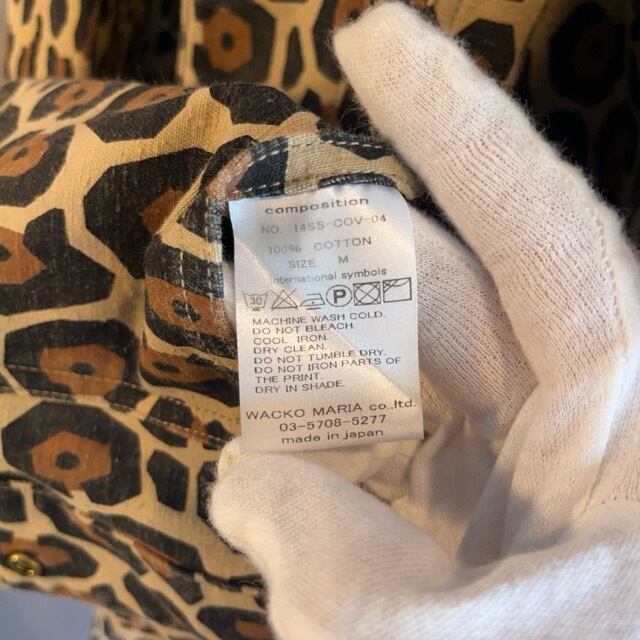 composition
NO. 14SS-COV-04
100% COTTON
SIZE M
international symbols
30 P
MACHINE WASH COLD.
DO NOT BLEACH.
COOL IRON.
DRY CLEAN.
DO NOT TUMBLE DRY.
DO NOT IRON PARTS OF
THE PRINT.
DRY IN SHADE.
WACKO MARIA co.,ltd.
03-5708-5277
made in japan